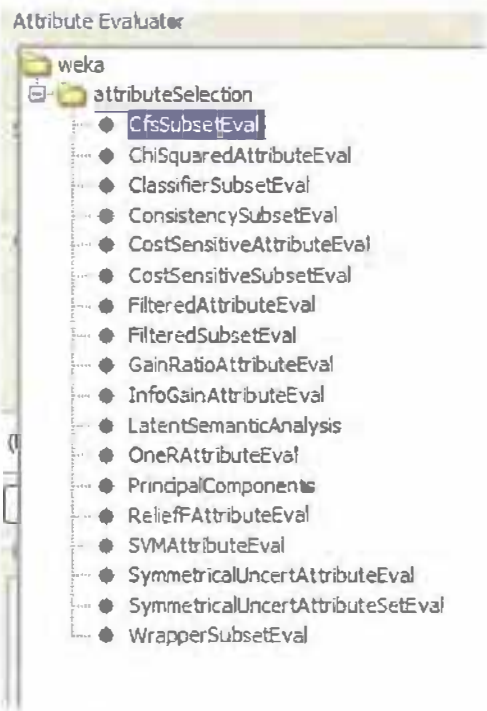 Attribute Evaluator
weka
attributeSelection
CfsSubsetEval
ChiSquaredAttributeEval
ClassifierSubsetEval
ConsistencySubsetEval
CostSensitiveAttributeEval
CostSensitiveSubsetEval
FilteredAttributeEval
FilteredSubsetEval
GainRatioAttributeEval
InfoGainAttributeEval
LatentSemanticAnalysis
OneRAttributeEval
PrincipalComponents
ReliefFAttributeEval
SVMAttributeEval
SymmetricalUncertAttributeEval
SymmetricalUncertAttributeSetEval
WrapperSubsetEval